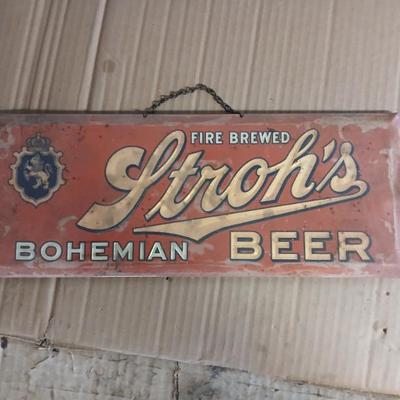 FIRE BREWED
Stroh's
BOHEMIAN BEER